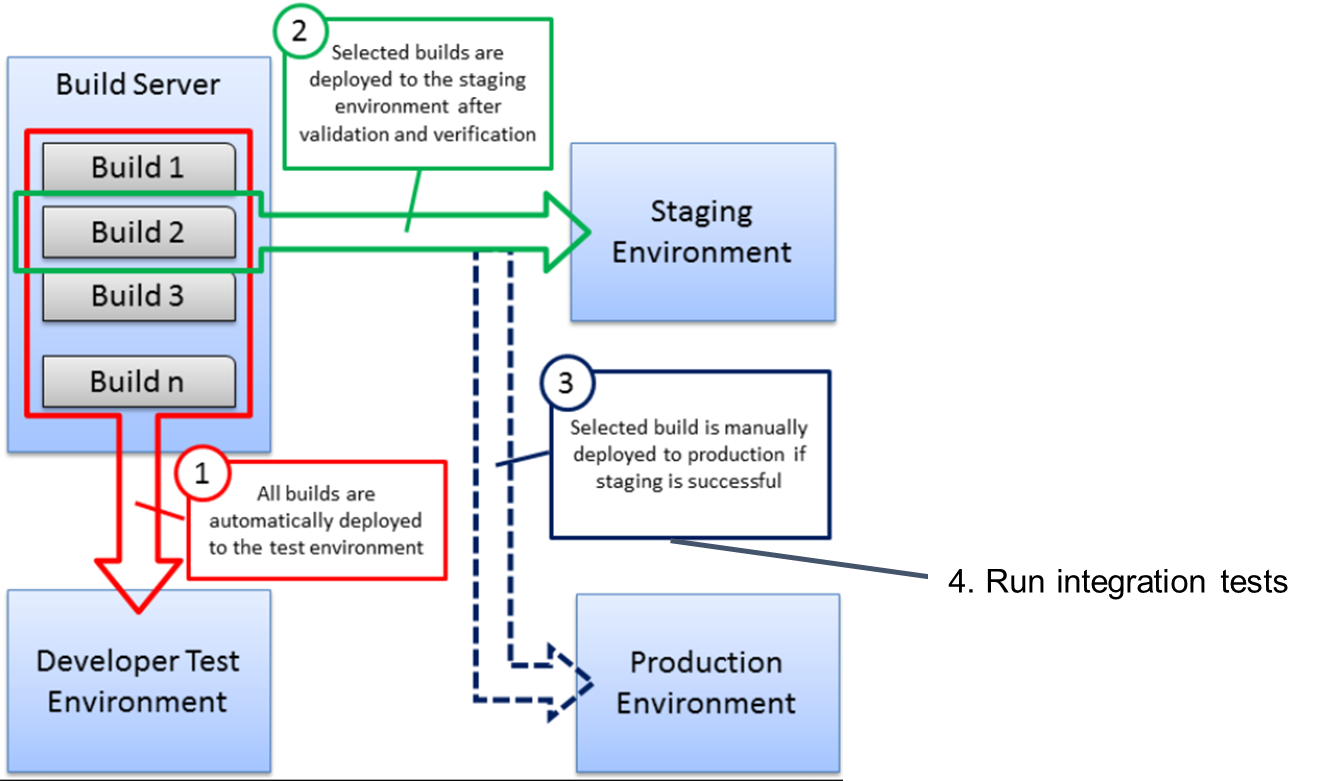 2
Selected builds are
deployed to the staging
environment after
validation and verification
Build Server
Build 1
Build 2
Build 3
Build n
Staging
Environment
3
Selected build is manually
deployed to production if
staging is successful
1
All builds are
automatically deployed
to the test environment
4. Run integration tests
Developer Test
Environment
Production
Environment